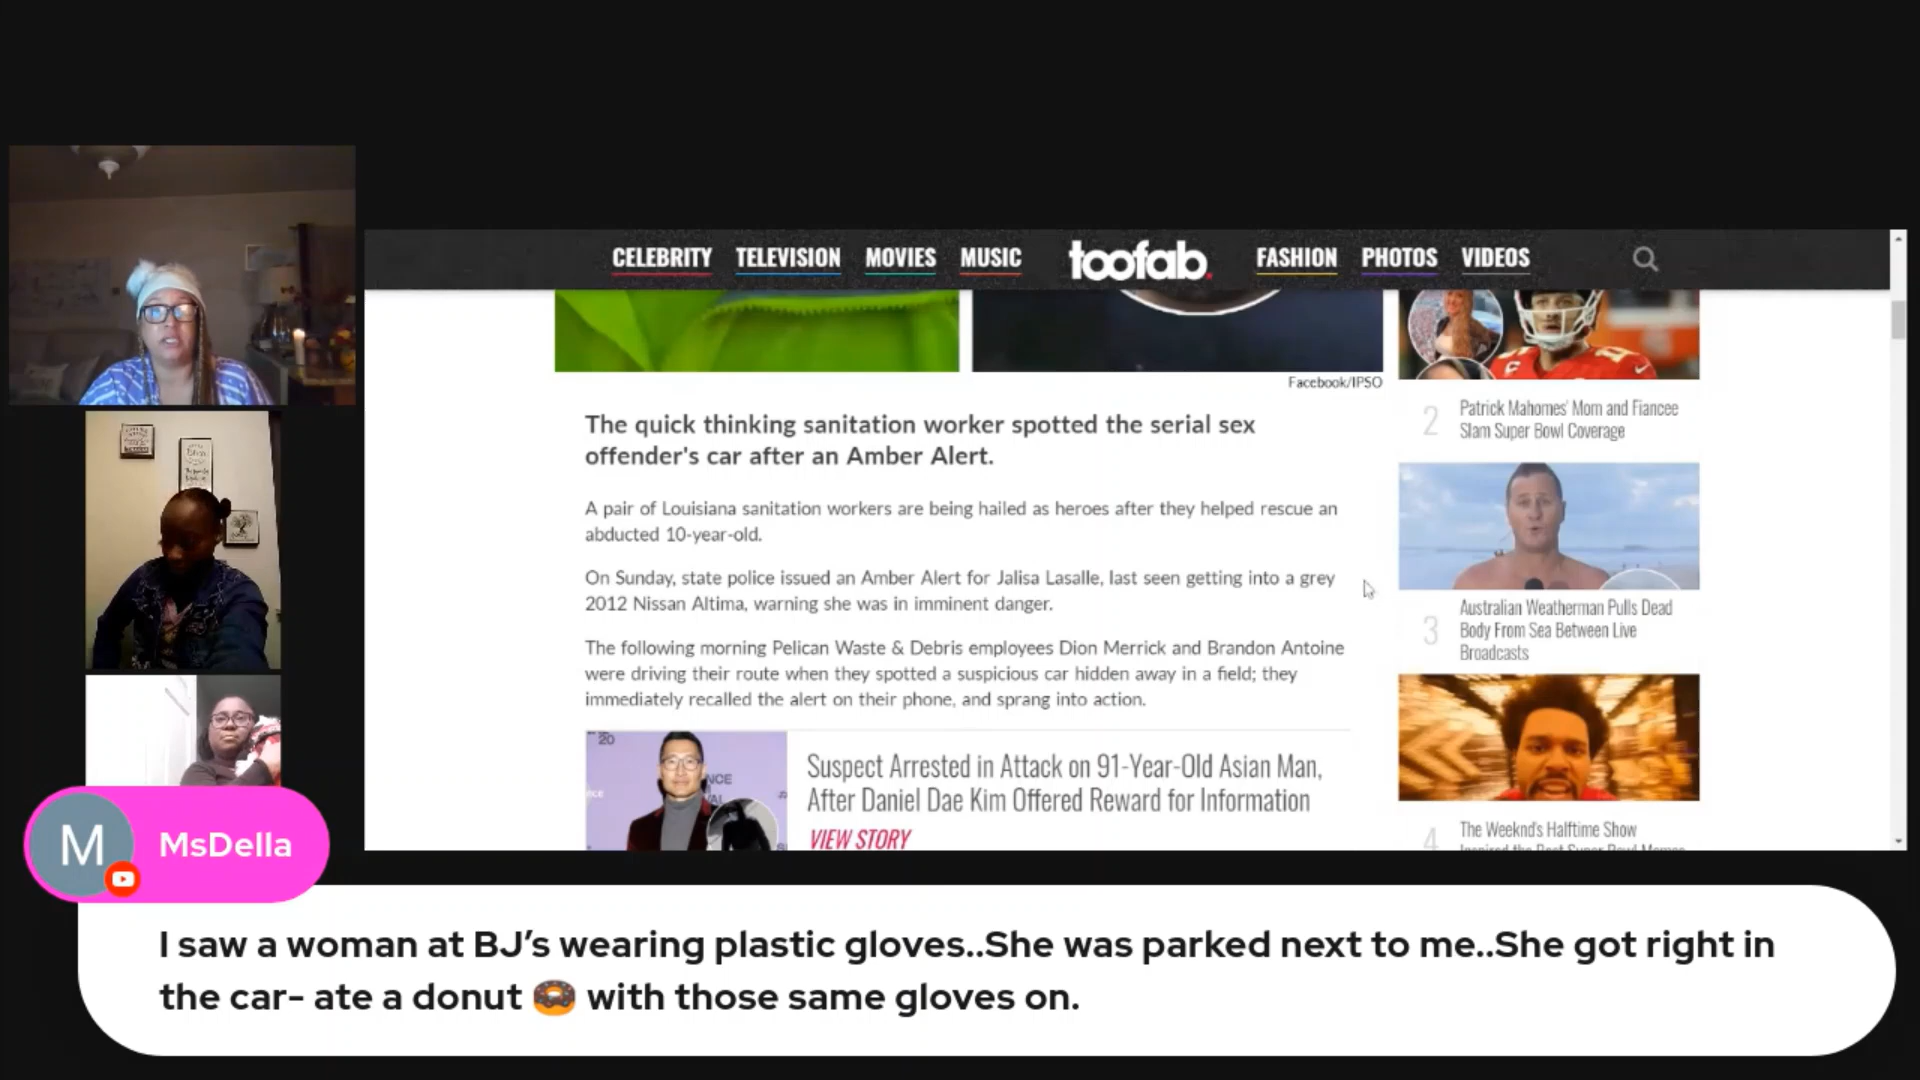 CELEBRITY TELEVISION MOVIES MUSIC toofab. FASHION PHOTOS VIDEOS
Facebook/IPSO
The quick thinking sanitation worker spotted the serial sex
offender's car after an Amber Alert.
A pair of Louisiana sanitation workers are being hailed as heroes after they helped rescue an
abducted 10-year-old.
On Sunday, state police issued an Amber Alert for Jalisa Lasalle, last seen getting into a grey
2012 Nissan Altima, warning she was in imminent danger.
The following morning Pelican Waste & Debris employees Dion Merrick and Brandon Antoine
were driving their route when they spotted a suspicious car hidden away in a field; they
immediately recalled the alert on their phone, and sprang into action.
20
Suspect Arrested in Attack on 91-Year-Old Asian Man,
After Daniel Dae Kim Offered Reward for Information
VIEW STORY
2
Patrick Mahomes' Mom and Fiancee
Slam Super Bowl Coverage
3
Australian Weatherman Pulls Dead
Body From Sea Between Live
Broadcasts
4
The Weeknd's Halftime Show
Inspired the Best Super Bowl Memes
M
MsDella
I saw a woman at BJ's wearing plastic gloves..She was parked next to me..She got right in
the car- ate a donut 🍩 with those same gloves on.